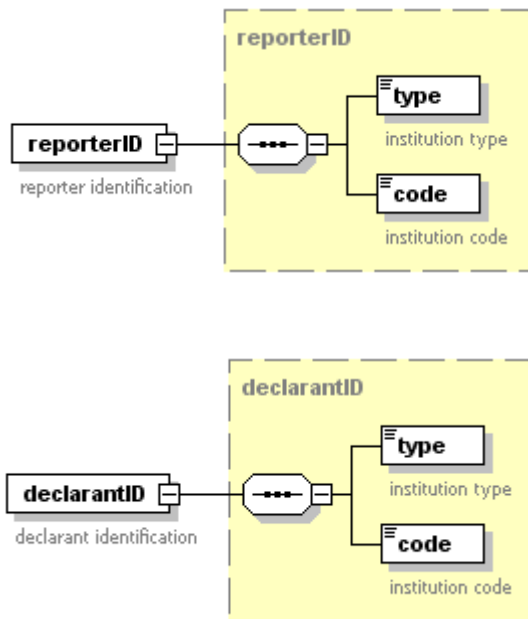 reporterID
type
institution type
reporterID
reporter identification
code
institution code
declarantID
type
institution type
declarantID
declarant identification
code
institution code